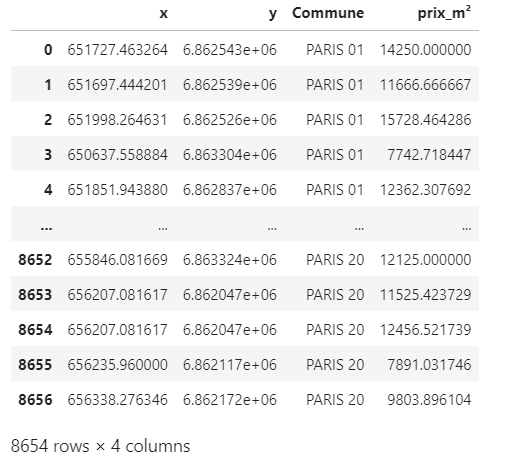 x y Commune prix_m²
0 651727.463264 6.862543e+06 PARIS 01 14250.000000
1 651697.444201 6.862539e+06 PARIS 01 11666.666667
2 651998.264631 6.862526e+06 PARIS 01 15728.464286
3 650637.558884 6.863304e+06 PARIS 01 7742.718447
4 651851.943880 6.862837e+06 PARIS 01 12362.307692
... ... ... ... ...
8652 655846.081669 6.863324e+06 PARIS 20 12125.000000
8653 656207.081617 6.862047e+06 PARIS 20 11525.423729
8654 656207.081617 6.862047e+06 PARIS 20 12456.521739
8655 656235.960000 6.862117e+06 PARIS 20 7891.031746
8656 656338.276346 6.862172e+06 PARIS 20 9803.896104
8654 rows × 4 columns